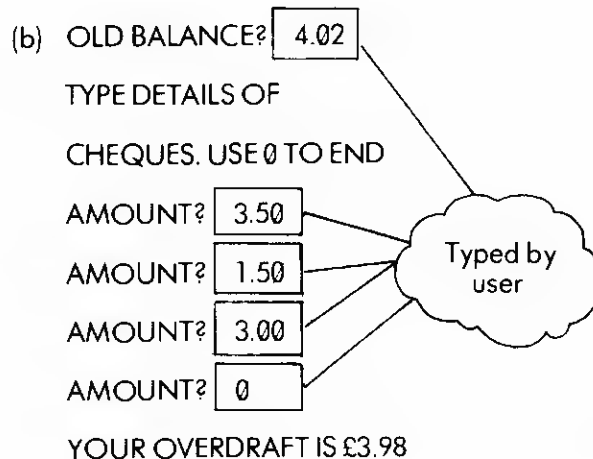 (b) OLD BALANCE? 4.02
TYPE DETAILS OF
CHEQUES. USE 0 TO END
AMOUNT? 3.50
AMOUNT? 1.50
AMOUNT? 3.00
AMOUNT? 0
YOUR OVERDRAFT IS £3.98
Typed by
user